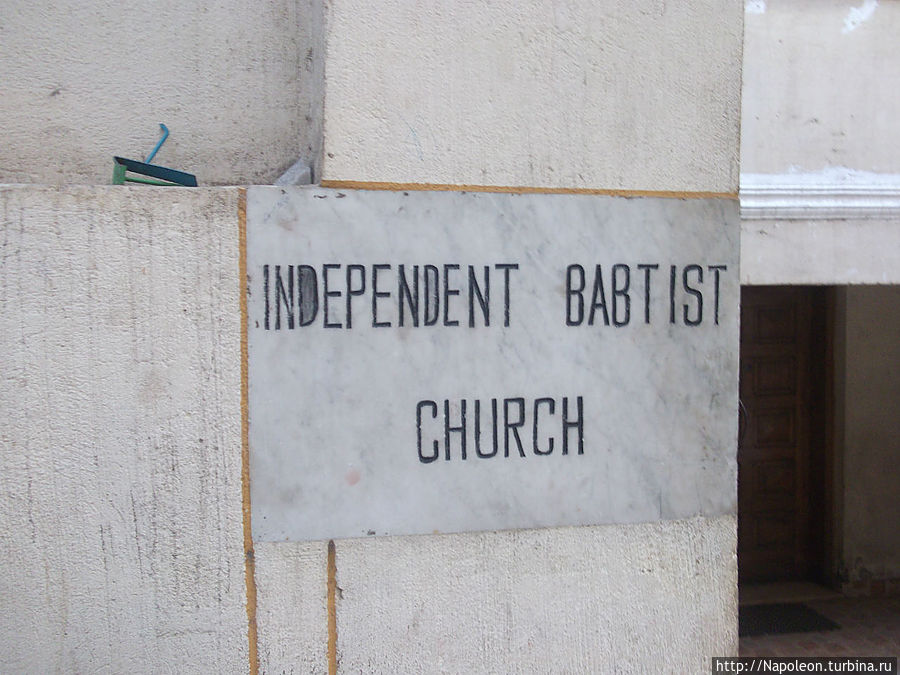 INDEPENDENT BABTIST
CHURCH
http://Napoleon.turbina.ru